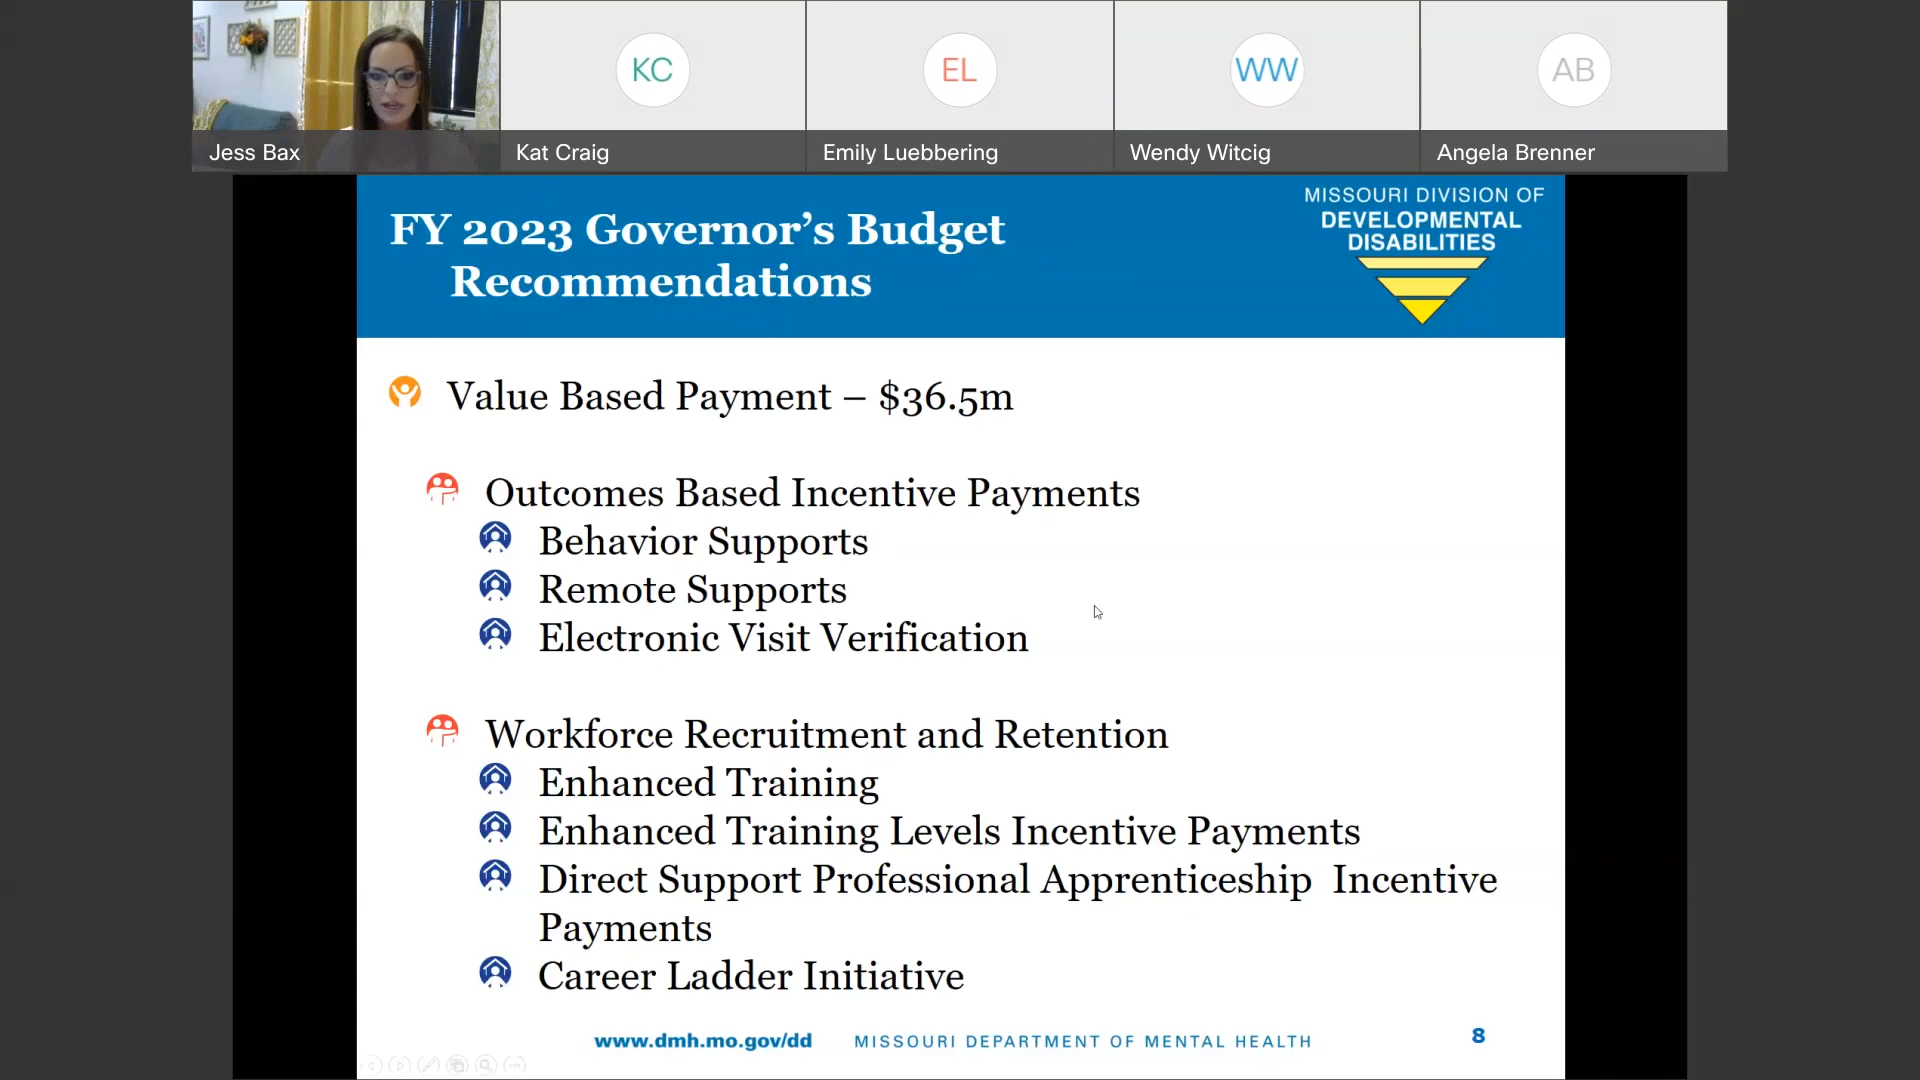 KC
EL
WW
AB
Jess Bax
Kat Craig
Emily Luebbering
Wendy Witcig
Angela Brenner
FY 2023 Governor’s Budget
Recommendations
MISSOURI DIVISION OF
DEVELOPMENTAL
DISABILITIES
Value Based Payment – $36.5m
Outcomes Based Incentive Payments
Behavior Supports
Remote Supports
Electronic Visit Verification
Workforce Recruitment and Retention
Enhanced Training
Enhanced Training Levels Incentive Payments
Direct Support Professional Apprenticeship Incentive
Payments
Career Ladder Initiative
www.dmh.mo.gov/dd MISSOURI DEPARTMENT OF MENTAL HEALTH 8